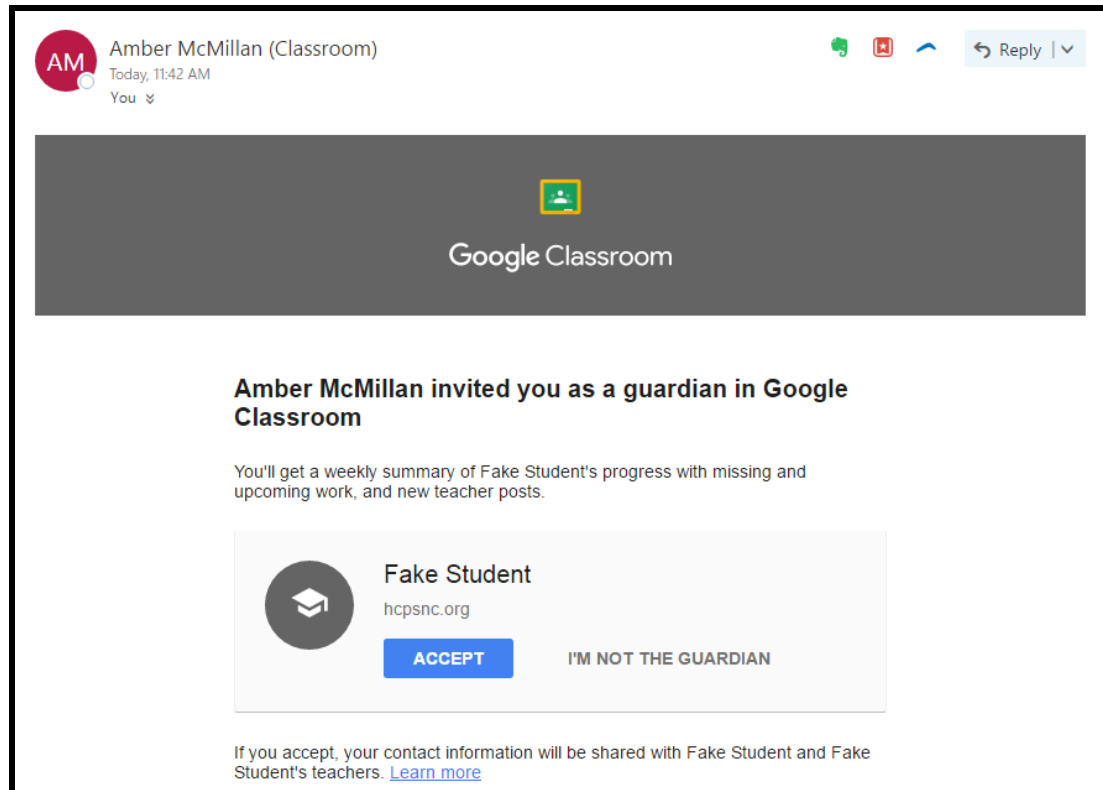 AM
Amber McMillan (Classroom)
Today, 11:42 AM
You
Reply
Google Classroom
Amber McMillan invited you as a guardian in Google
Classroom
You'll get a weekly summary of Fake Student's progress with missing and
upcoming work, and new teacher posts.
Fake Student
hcpsnc.org
ACCEPT I'M NOT THE GUARDIAN
If you accept, your contact information will be shared with Fake Student and Fake
Student's teachers. Learn more